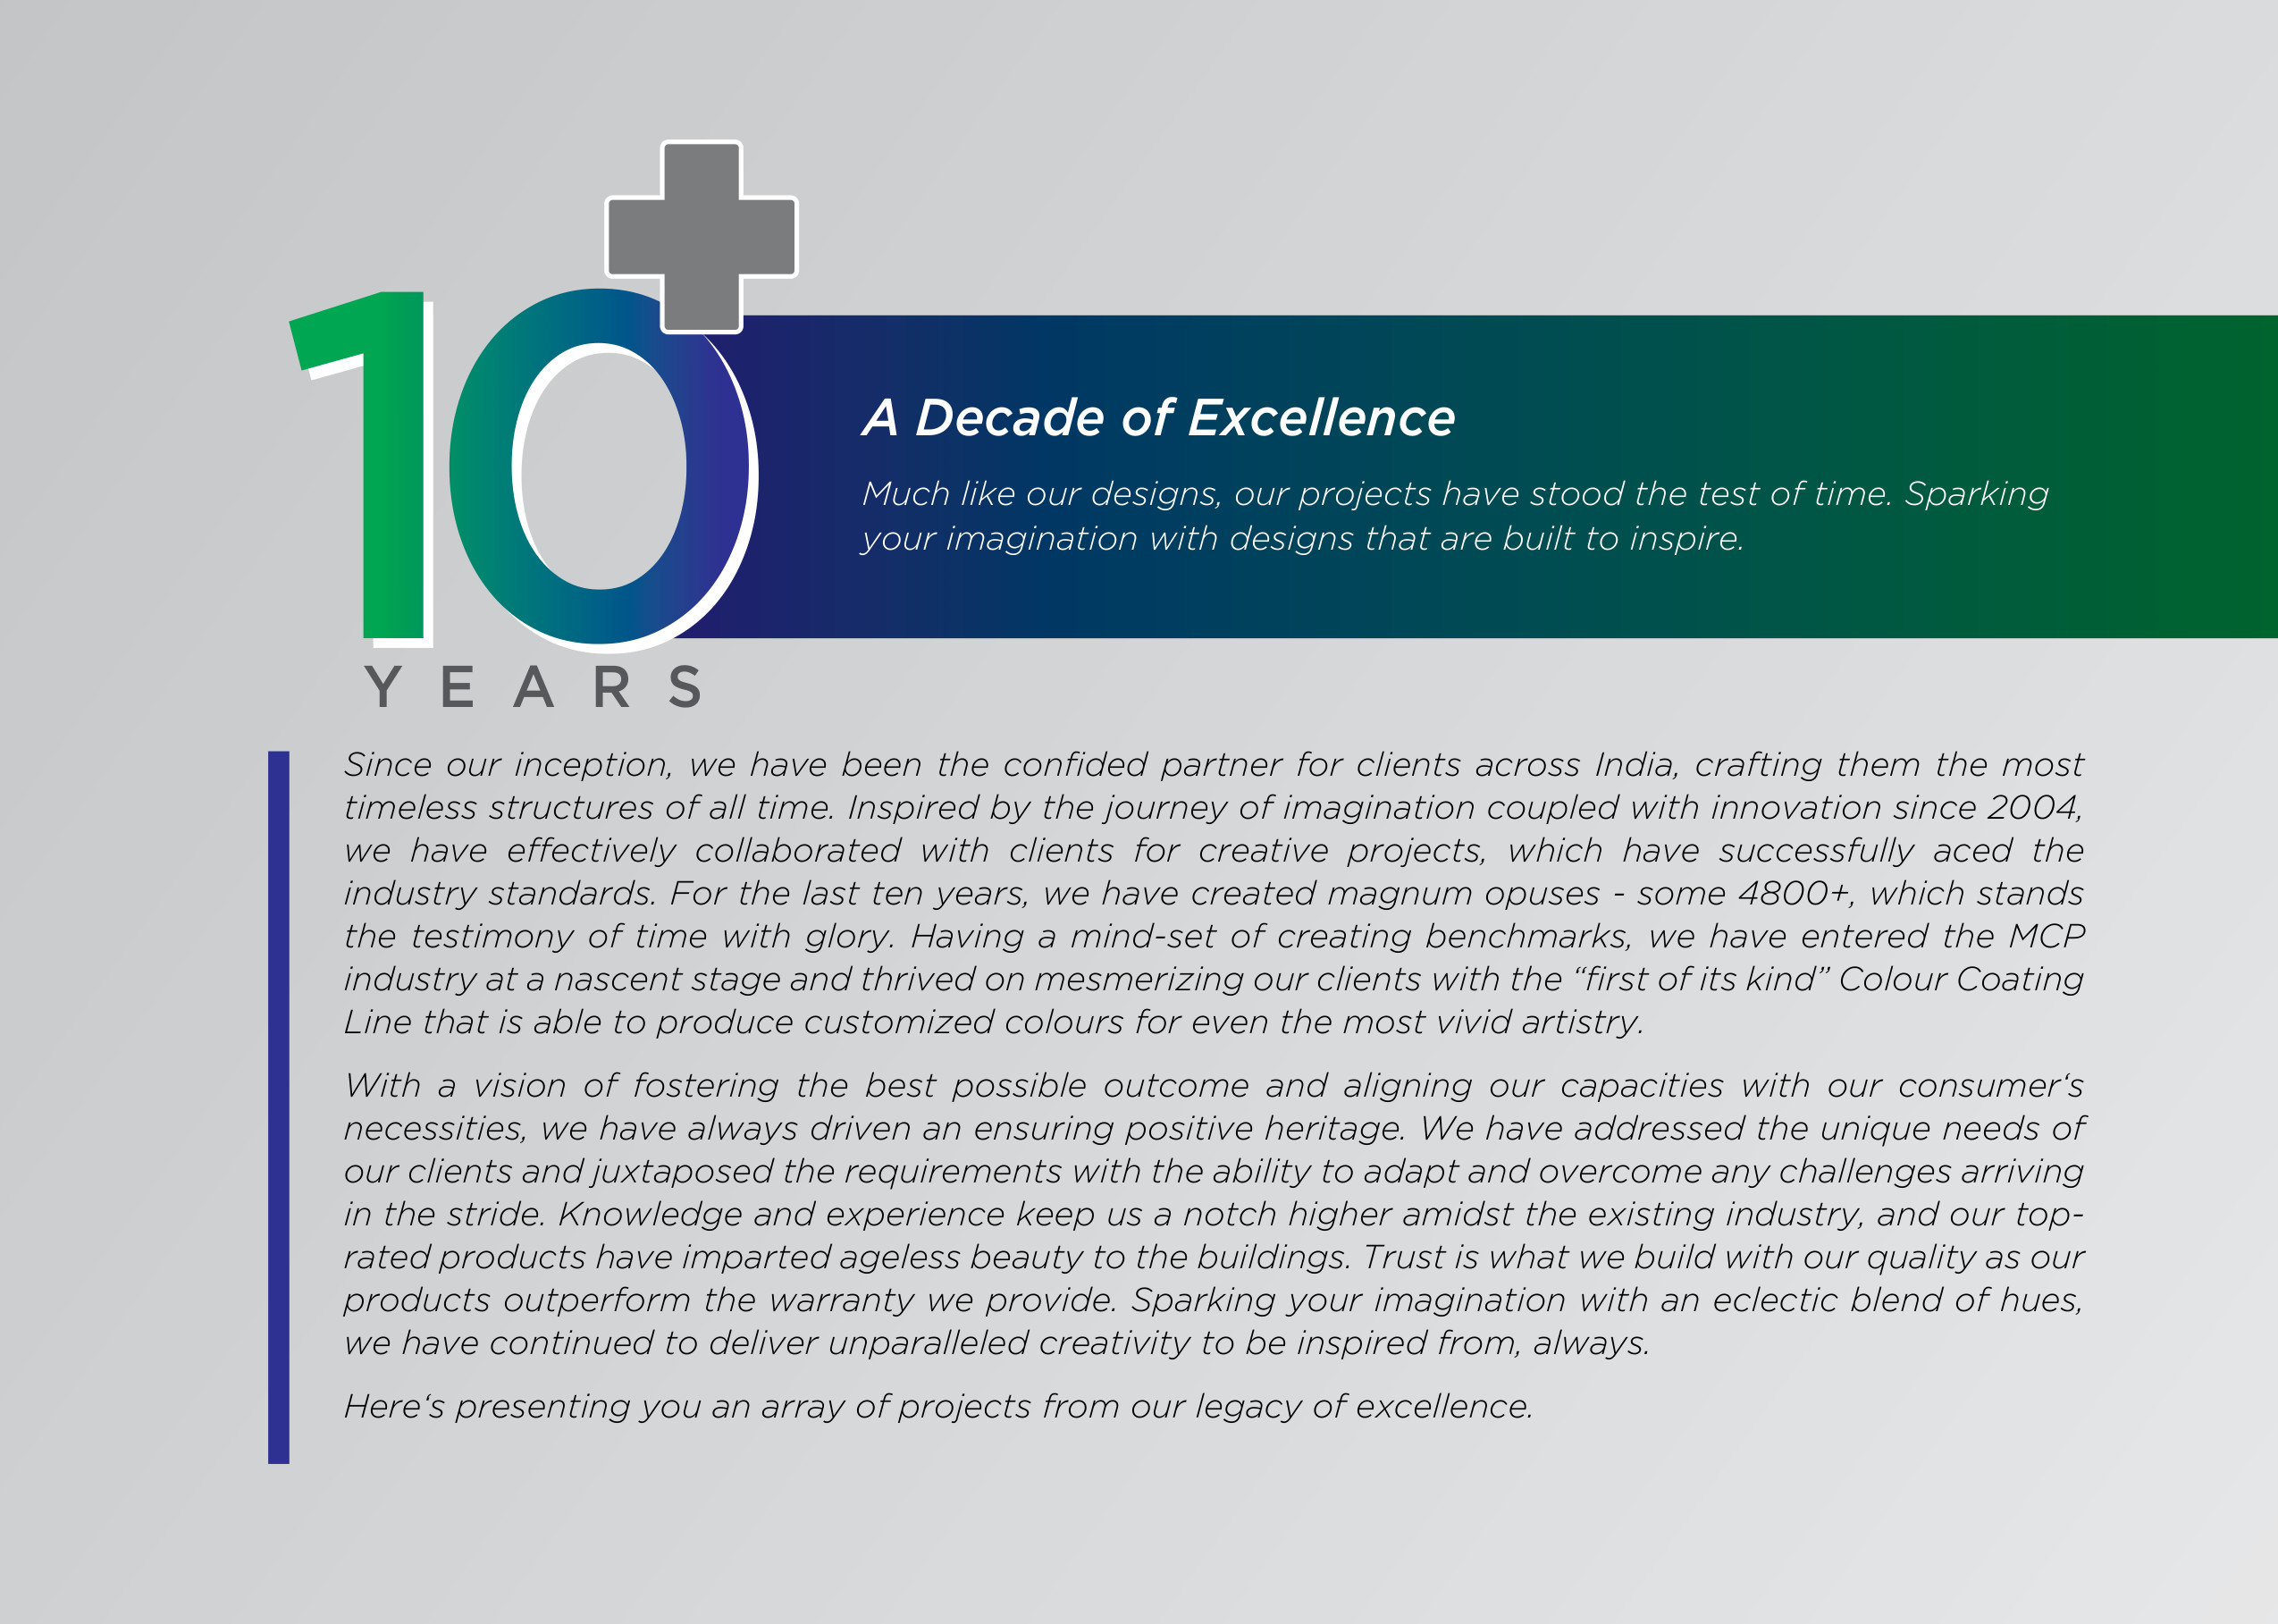 10+
YEARS
A Decade of Excellence
Much like our designs, our projects have stood the test of time. Sparking
your imagination with designs that are built to inspire.
Since our inception, we have been the confided partner for clients across India, crafting them the most
timeless structures of all time. Inspired by the journey of imagination coupled with innovation since 2004,
we have effectively collaborated with clients for creative projects, which have successfully aced the
industry standards. For the last ten years, we have created magnum opuses - some 4800+, which stands
the testimony of time with glory. Having a mind-set of creating benchmarks, we have entered the MCP
industry at a nascent stage and thrived on mesmerizing our clients with the “first of its kind” Colour Coating
Line that is able to produce customized colours for even the most vivid artistry.
With a vision of fostering the best possible outcome and aligning our capacities with our consumer‘s
necessities, we have always driven an ensuring positive heritage. We have addressed the unique needs of
our clients and juxtaposed the requirements with the ability to adapt and overcome any challenges arriving
in the stride. Knowledge and experience keep us a notch higher amidst the existing industry, and our top-
rated products have imparted ageless beauty to the buildings. Trust is what we build with our quality as our
products outperform the warranty we provide. Sparking your imagination with an eclectic blend of hues,
we have continued to deliver unparalleled creativity to be inspired from, always.
Here‘s presenting you an array of projects from our legacy of excellence.